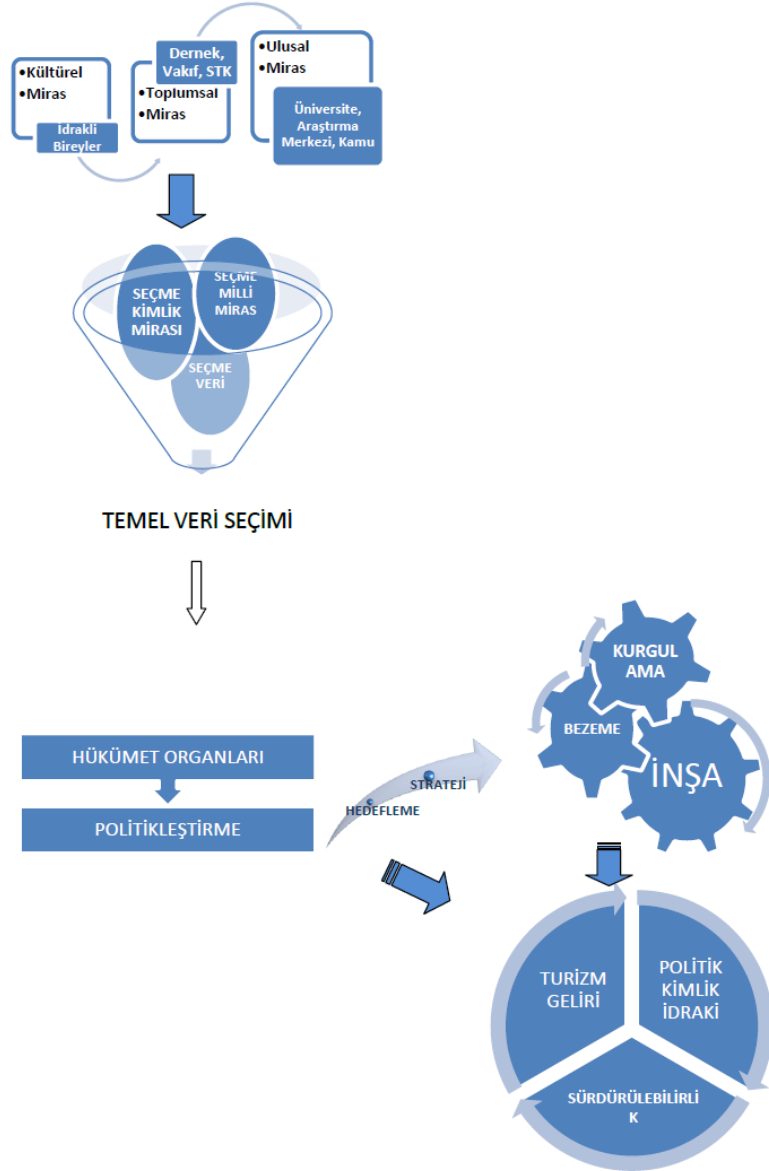 •Kültürel
•Miras
İdrakli
Bireyler
Dernek,
Vakıf, STK
•Toplumsal
•Miras
•Ulusal
•Miras
Üniversite,
Araştırma
Merkezi, Kamu
SEÇME
KİMLİK
MİRASI
SEÇME
MİLLİ
MİRAS
SEÇME
VERİ
TEMEL VERİ SEÇİMİ
HÜKÜMET ORGANLARI
POLİTİKLEŞTİRME
HEDEFLEME
STRATEJİ
KURGUL
AMA
BEZEME
İNŞA
TURİZM
GELİRİ
POLİTİK
KİMLİK
İDRAKİ
SÜRDÜRÜLEBİLİRLİ
K